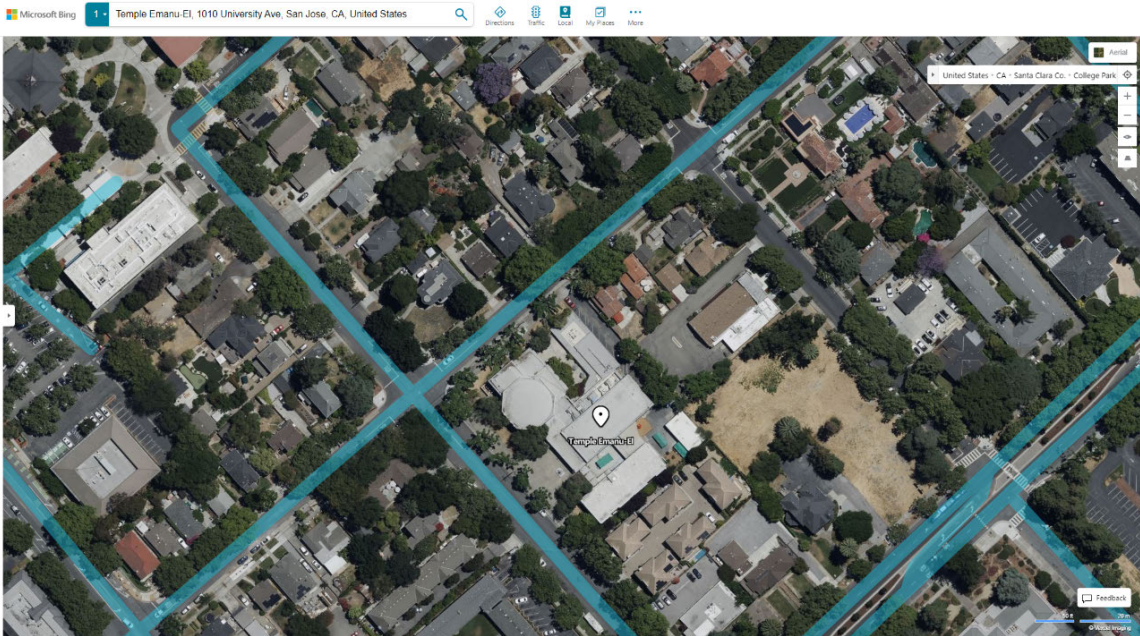 Microsoft Bing
1
Temple Emanu-El, 1010 University Ave, San Jose, CA, United States
Directions
Traffic
Local
My Places
More
Aerial
United States · CA · Santa Clara Co. · College Park
Temple Emanu-El
Feedback